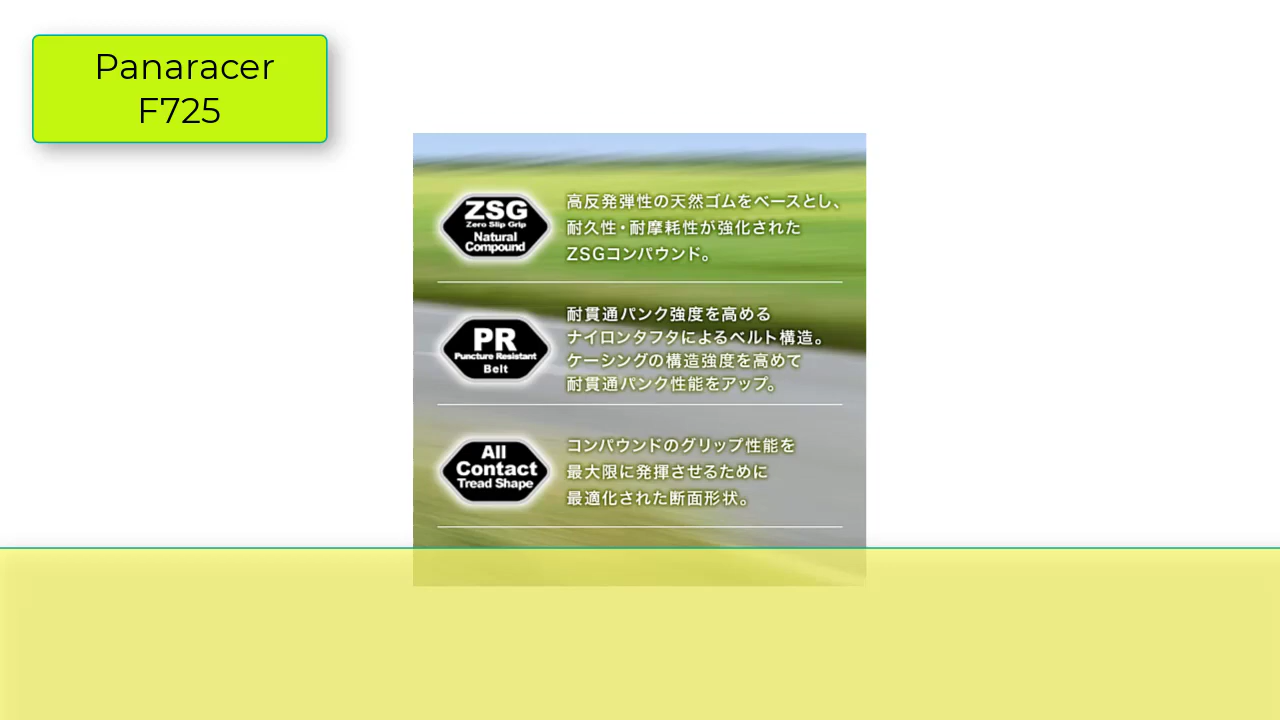 Panaracer
F725
ZSG
Zero Slip Grip
Natural
Compound
高反発弾性の天然ゴムをベースとし、
耐久性・耐摩耗性が強化された
ZSGコンパウンド。
PR
Puncture Resistant
Belt
耐貫通パンク強度を高める
ナイロンタフタによるベルト構造。
ケーシングの構造強度を高めて
耐貫通パンク性能をアップ。
All
Contact
Tread Shape
コンパウンドのグリップ性能を
最大限に発揮させるために
最適化された断面形状。